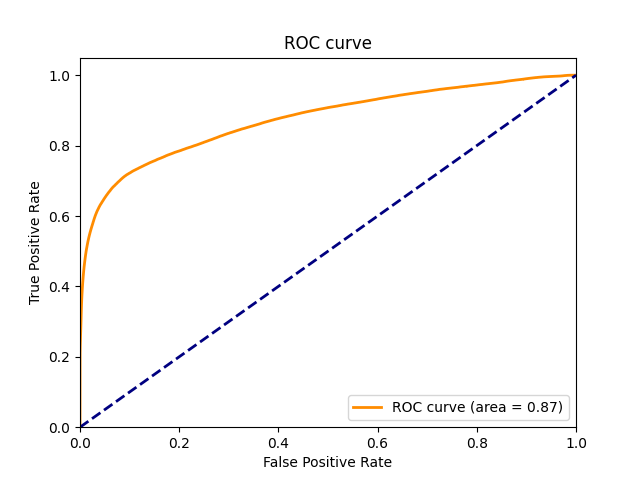 ROC curve
True Positive Rate
1.0
0.8
0.6
0.4
0.2
0.0
ROC curve (area = 0.87)
0.0 0.2 0.4 0.6 0.8 1.0
False Positive Rate